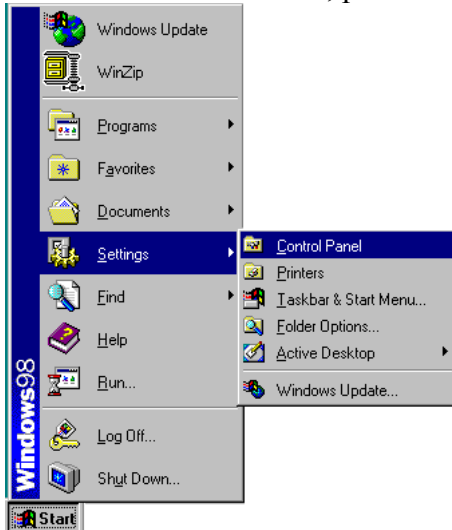 Windows Update
WinZip
Programs
Favorites
Documents
Settings
Find
Help
Run...
Log Off...
Shut Down...
Control Panel
Printers
Taskbar & Start Menu...
Folder Options...
Active Desktop
Windows Update...
Windows98
Start